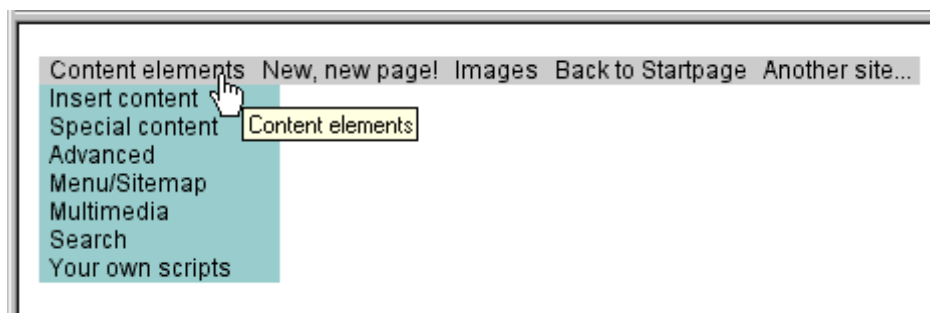 Content elements New, new page! Images Back to Startpage Another site...
Insert content
Special content
Content elements
Advanced
Menu/Sitemap
Multimedia
Search
Your own scripts